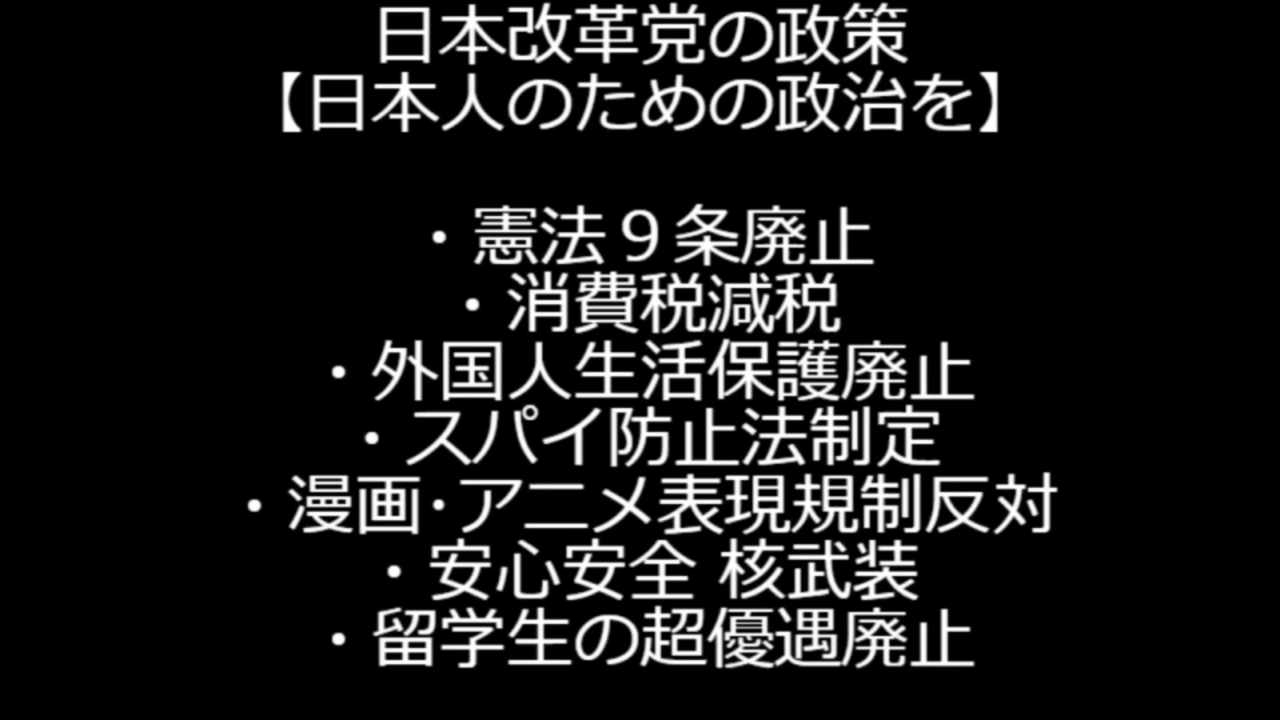 日本改革党の政策
【日本人のための政治を】
・憲法９条廃止
・消費税減税
・外国人生活保護廃止
・スパイ防止法制定
・漫画･アニメ表現規制反対
・安心安全 核武装
・留学生の超優遇廃止